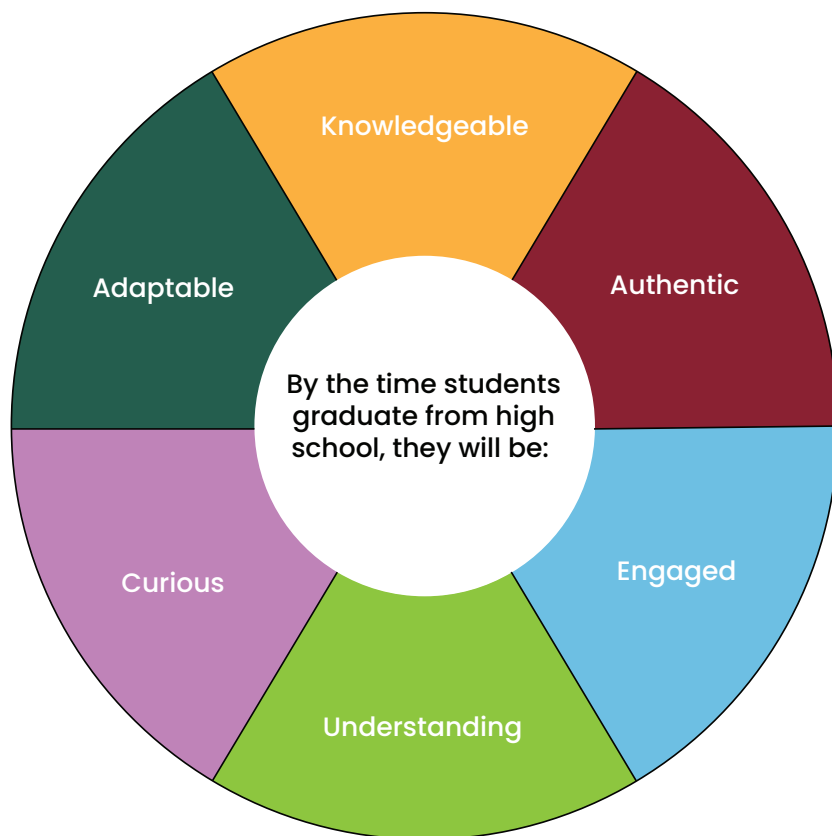 Knowledgeable
Authentic
Adaptable
By the time students
graduate from high
school, they will be:
Engaged
Curious
Understanding